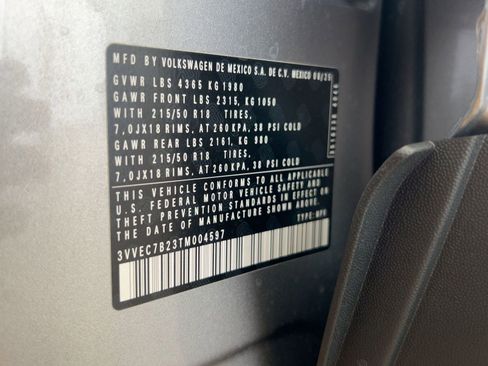 MFD BY VOLKSWAGEN DE MEXICO S.A. DE C.V. MEXICO 08/25
GVWR LBS 4365 KG 1980
GAWR FRONT LBS 2315, KG 1050
WITH 215/50 R18 TIRES,
7,0JX18 RIMS, AT 260 KPA, 38 PSI COLD
GAWR REAR LBS 2161, KG 980
WITH 215/50 R18 TIRES,
7,0JX18 RIMS, AT 260 KPA, 38 PSI COLD
THIS VEHICLE CONFORMS TO ALL APPLICABLE
U.S. FEDERAL MOTOR VEHICLE SAFETY AND
THEFT PREVENTION STANDARDS IN EFFECT ON
THE DATE OF MANUFACTURE SHOWN ABOVE.
3VVEC7B23TM004597 TYPE: MPV